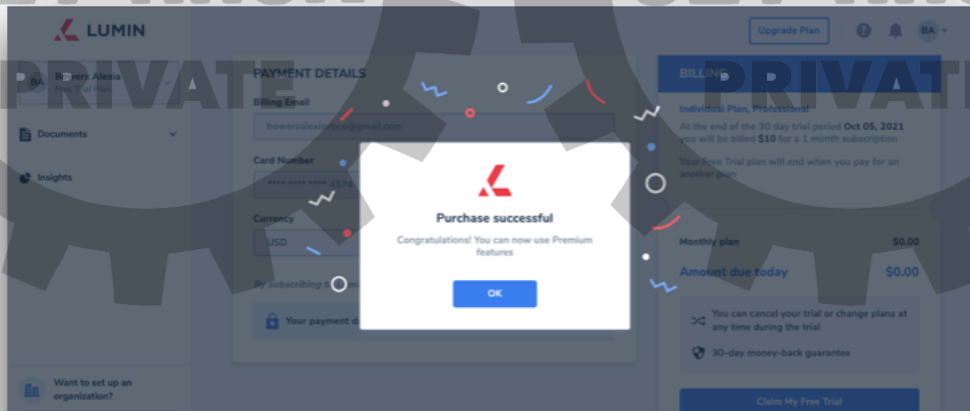 LUMIN
Upgrade Plan
BA
BA
Bowers Alexia
Free Trial Plan
Documents
Insights
Want to set up an
organization?
PAYMENT DETAILS
Billing Email
Card Number
**** **** **** 4574
Currency
USD
By subscribing
Your payment
Purchase successful
Congratulations! You can now use Premium
features
OK
BILLING
Individual Plan, Professional
At the end of the 30 day trial period Oct 05, 2021
you will be billed $10 for a 1 month subscription
Your Free Trial plan will end when you pay for an
another plan
Monthly plan $0.00
Amount due today $0.00
You can cancel your trial or change plans at
any time during the trial
30-day money-back guarantee
Claim My Free Trial
PRIVATE
PRIVATE